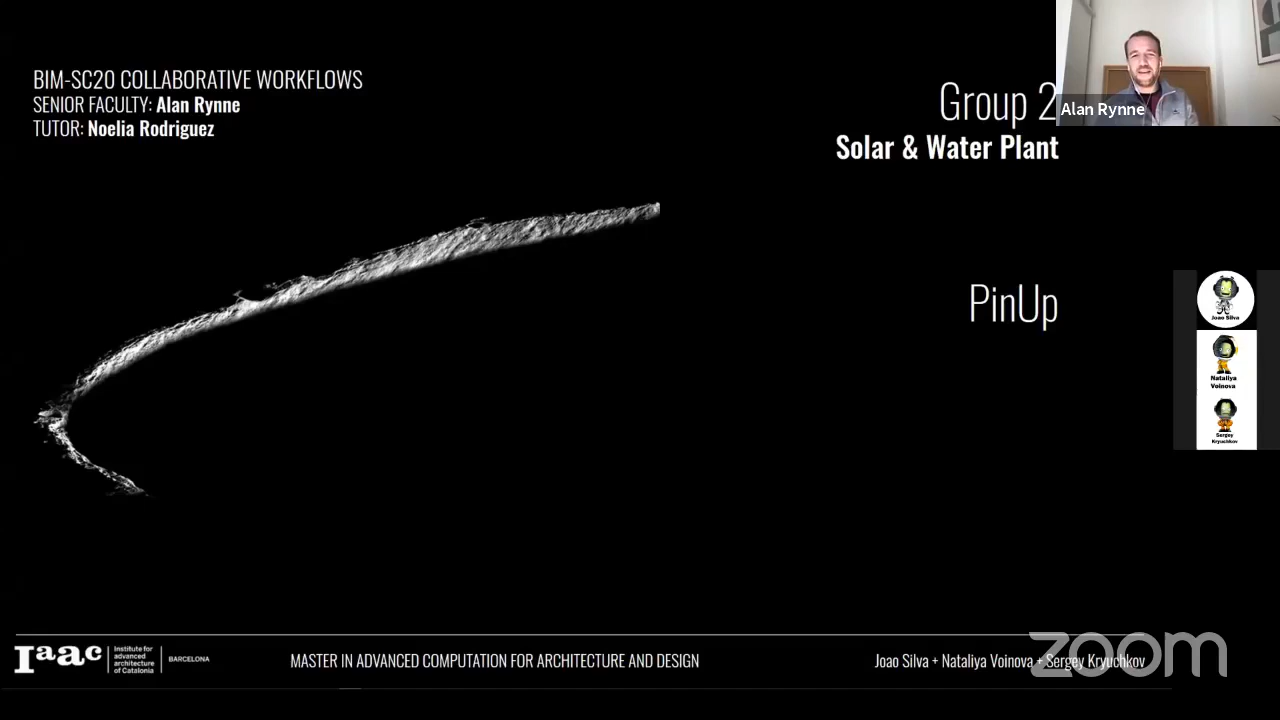 BIM-SC20 COLLABORATIVE WORKFLOWS
SENIOR FACULTY: Alan Rynne
TUTOR: Noelia Rodriguez
Group 2
Solar & Water Plant
Alan Rynne
PinUp
Joao Silva
Nataliya
Voinova
Sergey
Kryuchkov
Iaac
Institute for
advanced
architecture
of Catalonia
BARCELONA
MASTER IN ADVANCED COMPUTATION FOR ARCHITECTURE AND DESIGN
Joao Silva + Nataliya Voinova + Sergey Kryuchkov
zoom